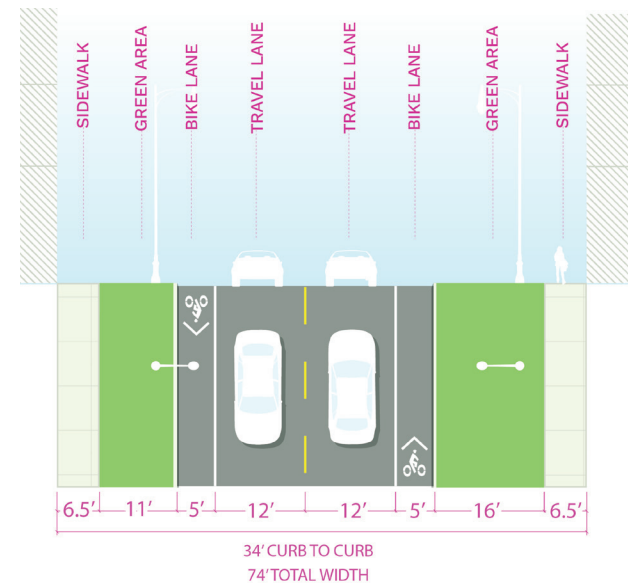 SIDEWALK
GREEN AREA
BIKE LANE
TRAVEL LANE
TRAVEL LANE
BIKE LANE
GREEN AREA
SIDEWALK
6.5' 11' 5' 12' 12' 5' 16' 6.5'
34' CURB TO CURB
74' TOTAL WIDTH